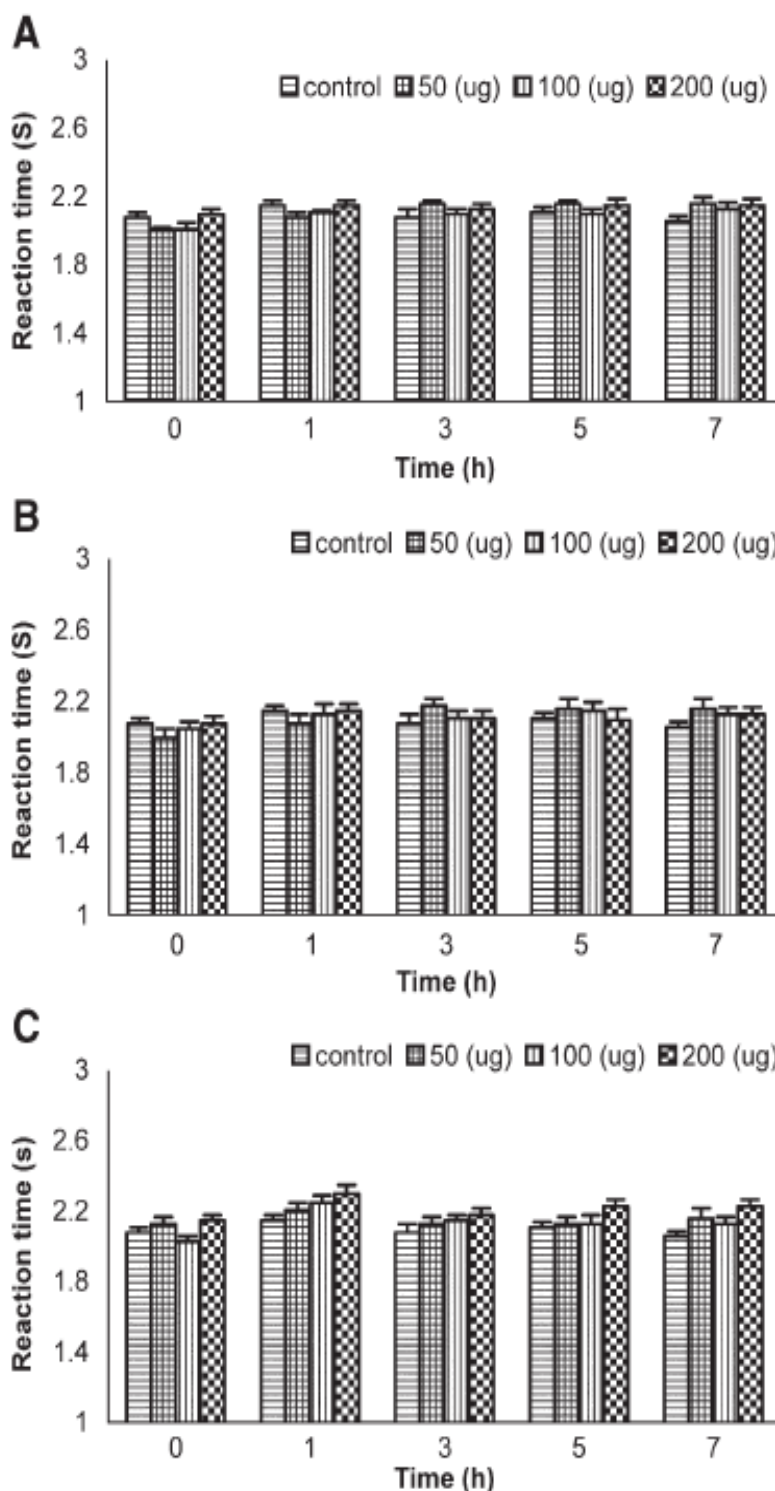 A
3
control 50 (ug) 100 (ug) 200 (ug)
2.6
2.2
1.8
1.4
1
Reaction time (S)
0 1 3 5 7
Time (h)
B
3
control 50 (ug) 100 (ug) 200 (ug)
2.6
2.2
1.8
1.4
1
Reaction time (S)
0 1 3 5 7
Time (h)
C
3
control 50 (ug) 100 (ug) 200 (ug)
2.6
2.2
1.8
1.4
1
Reaction time (s)
0 1 3 5 7
Time (h)